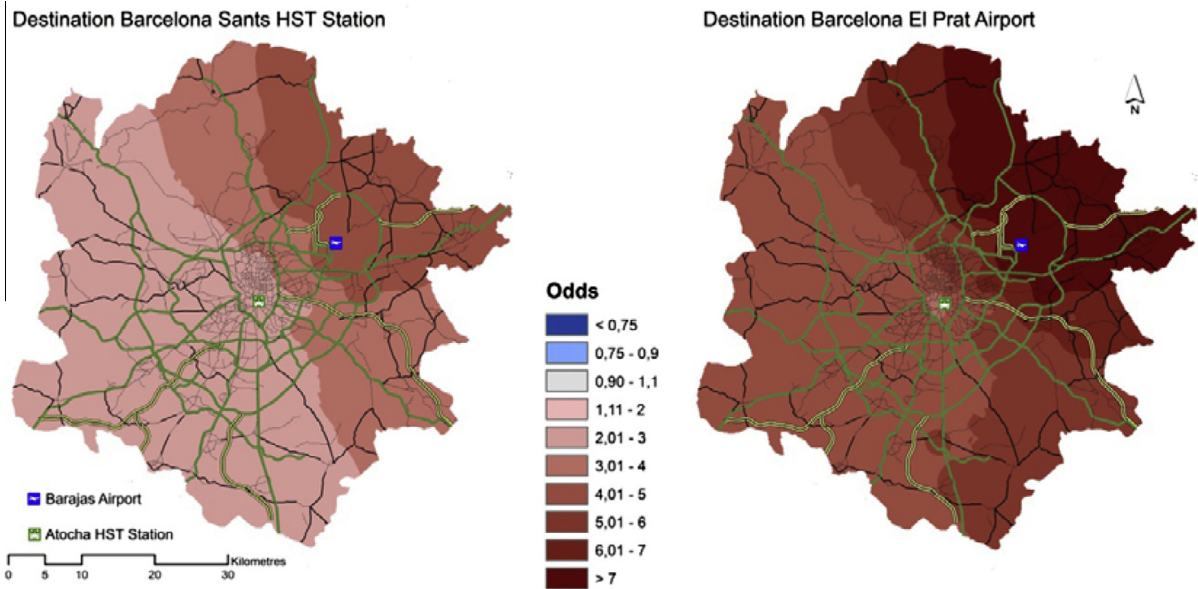 Destination Barcelona Sants HST Station
Destination Barcelona El Prat Airport
N
Odds
< 0,75
0,75 - 0,9
0,90 - 1,1
1,11 - 2
2,01 - 3
3,01 - 4
4,01 - 5
5,01 - 6
6,01 - 7
> 7
Barajas Airport
Atocha HST Station
Kilometres
0 5 10 20 30